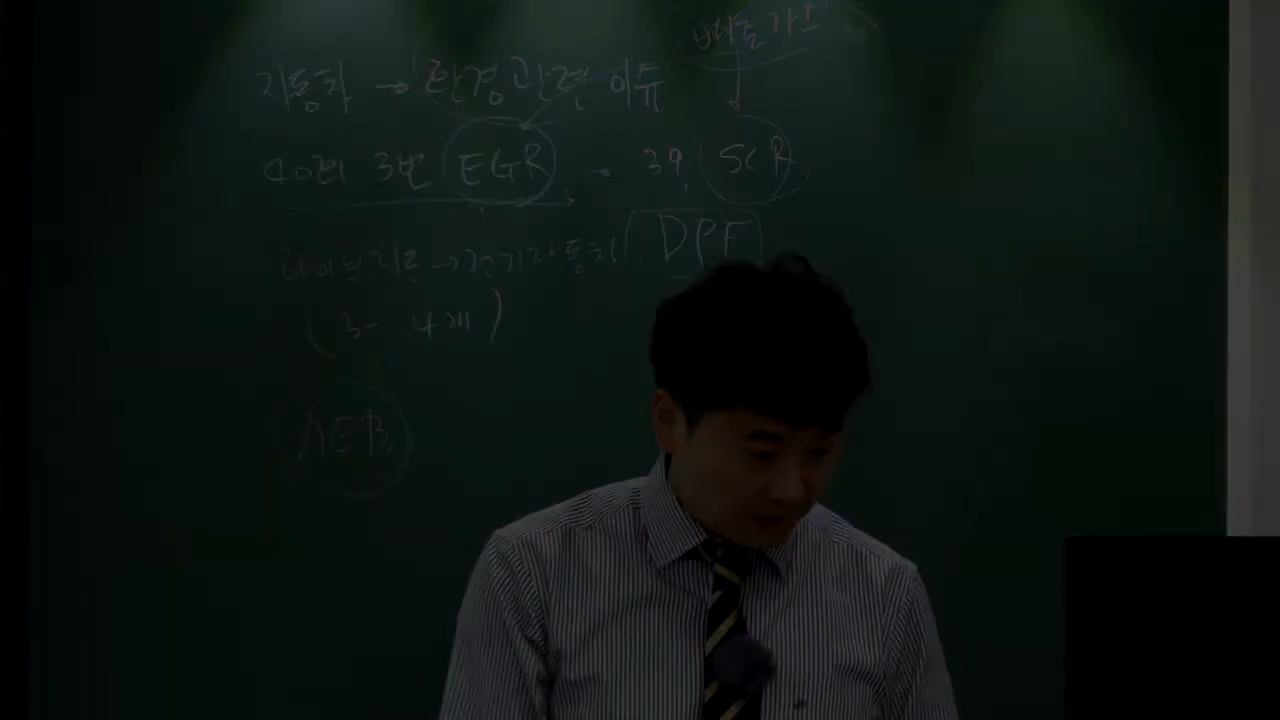 배출가스
자동차 → 환경관련 이슈
40회 3번 EGR → 39, SCR
하이브리드 → 전기자동차 DPF
(3~4개)
AEB